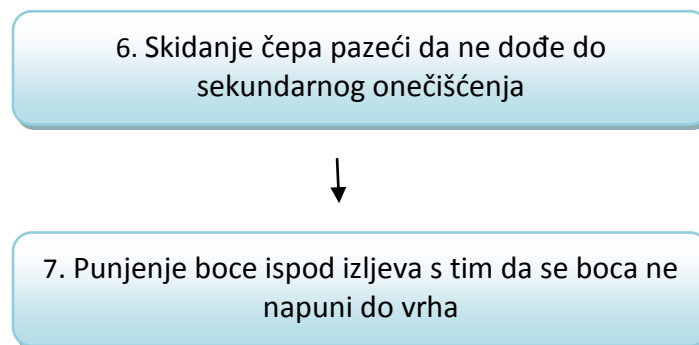 6. Skidanje čepa pazeći da ne dođe do
sekundarnog onečišćenja
7. Punjenje boce ispod izljeva s tim da se boca ne
napuni do vrha